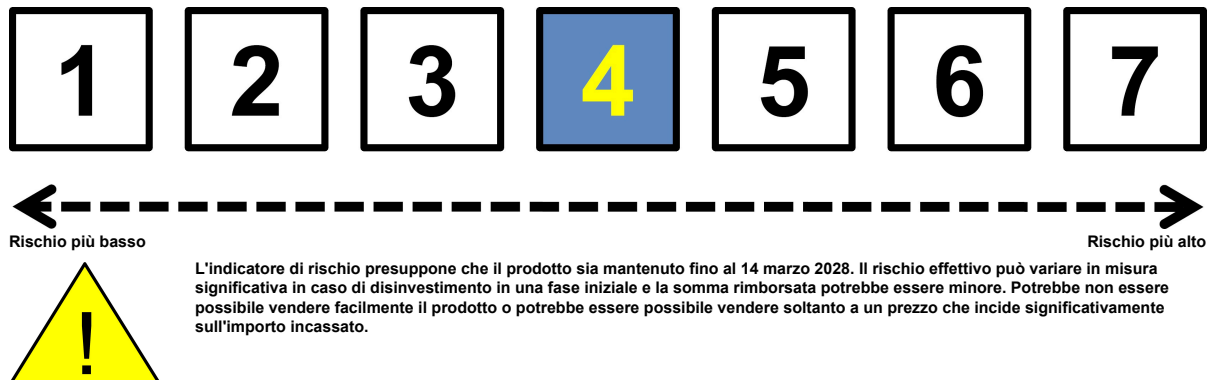 1 2 3 4 5 6 7
Rischio più basso Rischio più alto
L'indicatore di rischio presuppone che il prodotto sia mantenuto fino al 14 marzo 2028. Il rischio effettivo può variare in misura
significativa in caso di disinvestimento in una fase iniziale e la somma rimborsata potrebbe essere minore. Potrebbe non essere
possibile vendere facilmente il prodotto o potrebbe essere possibile vendere soltanto a un prezzo che incide significativamente
sull'importo incassato.
!